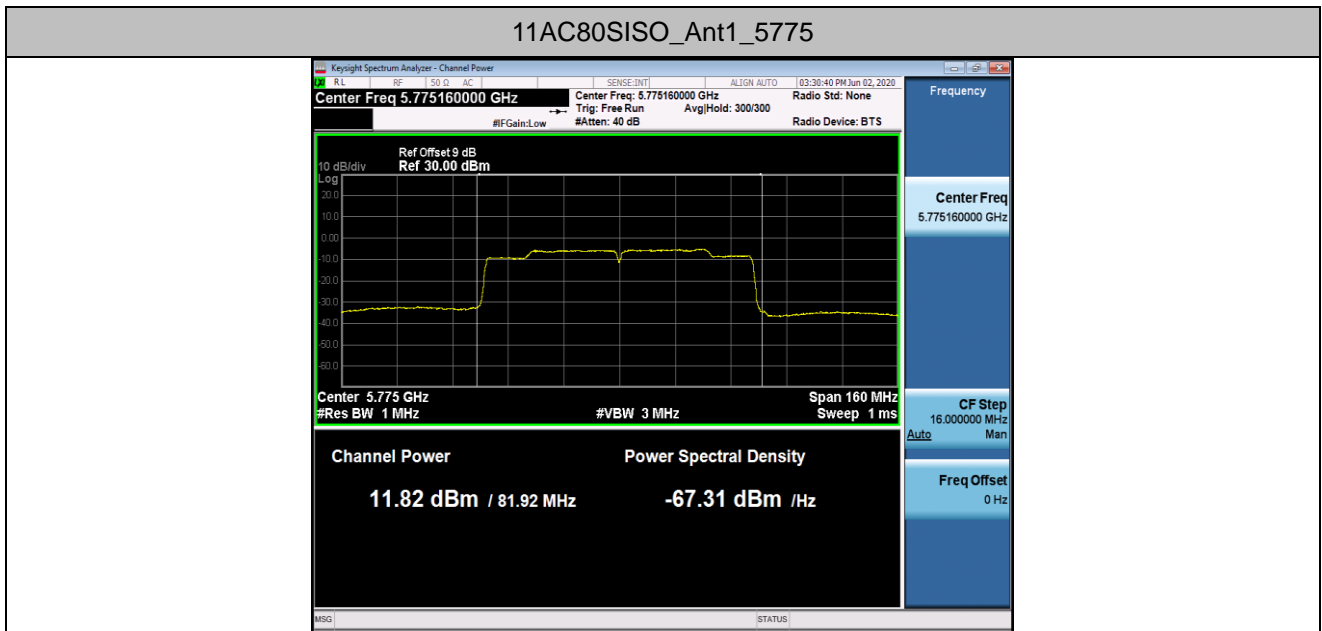 11AC80SISO_Ant1_5775
Keysight Spectrum Analyzer - Channel Power
RL RF 50 Ω AC SENSE:INT ALIGN AUTO 03:30:40 PM Jun 02, 2020
Center Freq 5.775160000 GHz
Center Freq: 5.775160000 GHz Radio Std: None
Trig: Free Run Avg|Hold: 300/300
#IFGain:Low #Atten: 40 dB Radio Device: BTS
Frequency
Ref Offset 9 dB
10 dB/div Ref 30.00 dBm
Log
20.0
10.0
0.00
-10.0
-20.0
-30.0
-40.0
-50.0
-60.0
Center 5.775 GHz Span 160 MHz
#Res BW 1 MHz #VBW 3 MHz Sweep 1 ms
Channel Power Power Spectral Density
11.82 dBm / 81.92 MHz -67.31 dBm /Hz
Center Freq
5.775160000 GHz
CF Step
16.000000 MHz
Auto Man
Freq Offset
0 Hz
MSG STATUS